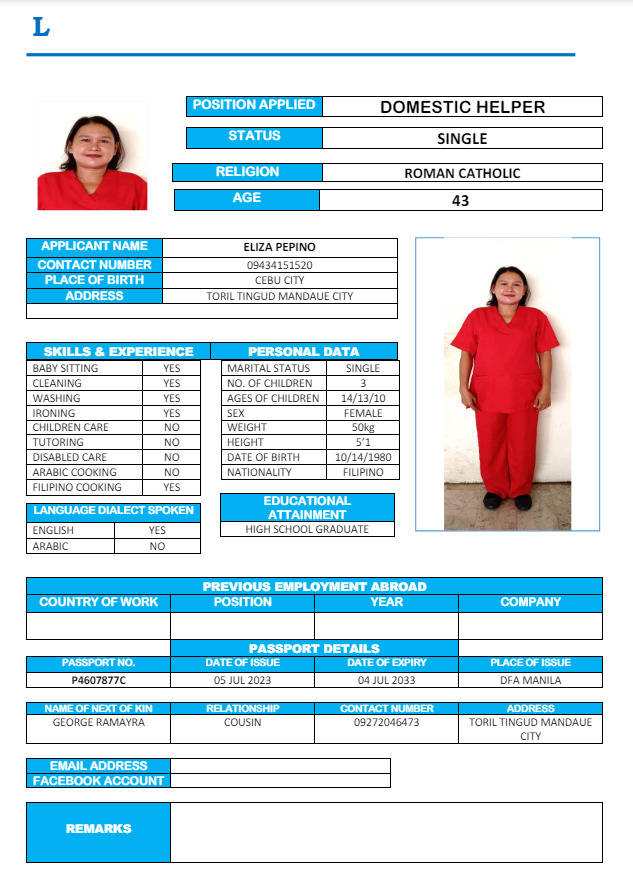 L
POSITION APPLIED DOMESTIC HELPER
STATUS SINGLE
RELIGION ROMAN CATHOLIC
AGE 43
APPLICANT NAME ELIZA PEPINO
CONTACT NUMBER 09434151520
PLACE OF BIRTH CEBU CITY
ADDRESS TORIL TINGUD MANDAUE CITY
SKILLS & EXPERIENCE PERSONAL DATA
BABY SITTING YES MARITAL STATUS SINGLE
CLEANING YES NO. OF CHILDREN 3
WASHING YES AGES OF CHILDREN 14/13/10
IRONING YES SEX FEMALE
CHILDREN CARE NO WEIGHT 50kg
TUTORING NO HEIGHT 5'1
DISABLED CARE NO DATE OF BIRTH 10/14/1980
ARABIC COOKING NO NATIONALITY FILIPINO
FILIPINO COOKING YES
EDUCATIONAL
ATTAINMENT
HIGH SCHOOL GRADUATE
LANGUAGE DIALECT SPOKEN
ENGLISH YES
ARABIC NO
PREVIOUS EMPLOYMENT ABROAD
COUNTRY OF WORK POSITION YEAR COMPANY
PASSPORT DETAILS
PASSPORT NO. DATE OF ISSUE DATE OF EXPIRY PLACE OF ISSUE
P4607877C 05 JUL 2023 04 JUL 2033 DFA MANILA
NAME OF NEXT OF KIN RELATIONSHIP CONTACT NUMBER ADDRESS
GEORGE RAMAYRA COUSIN 09272046473 TORIL TINGUD MANDAUE
CITY
EMAIL ADDRESS
FACEBOOK ACCOUNT
REMARKS